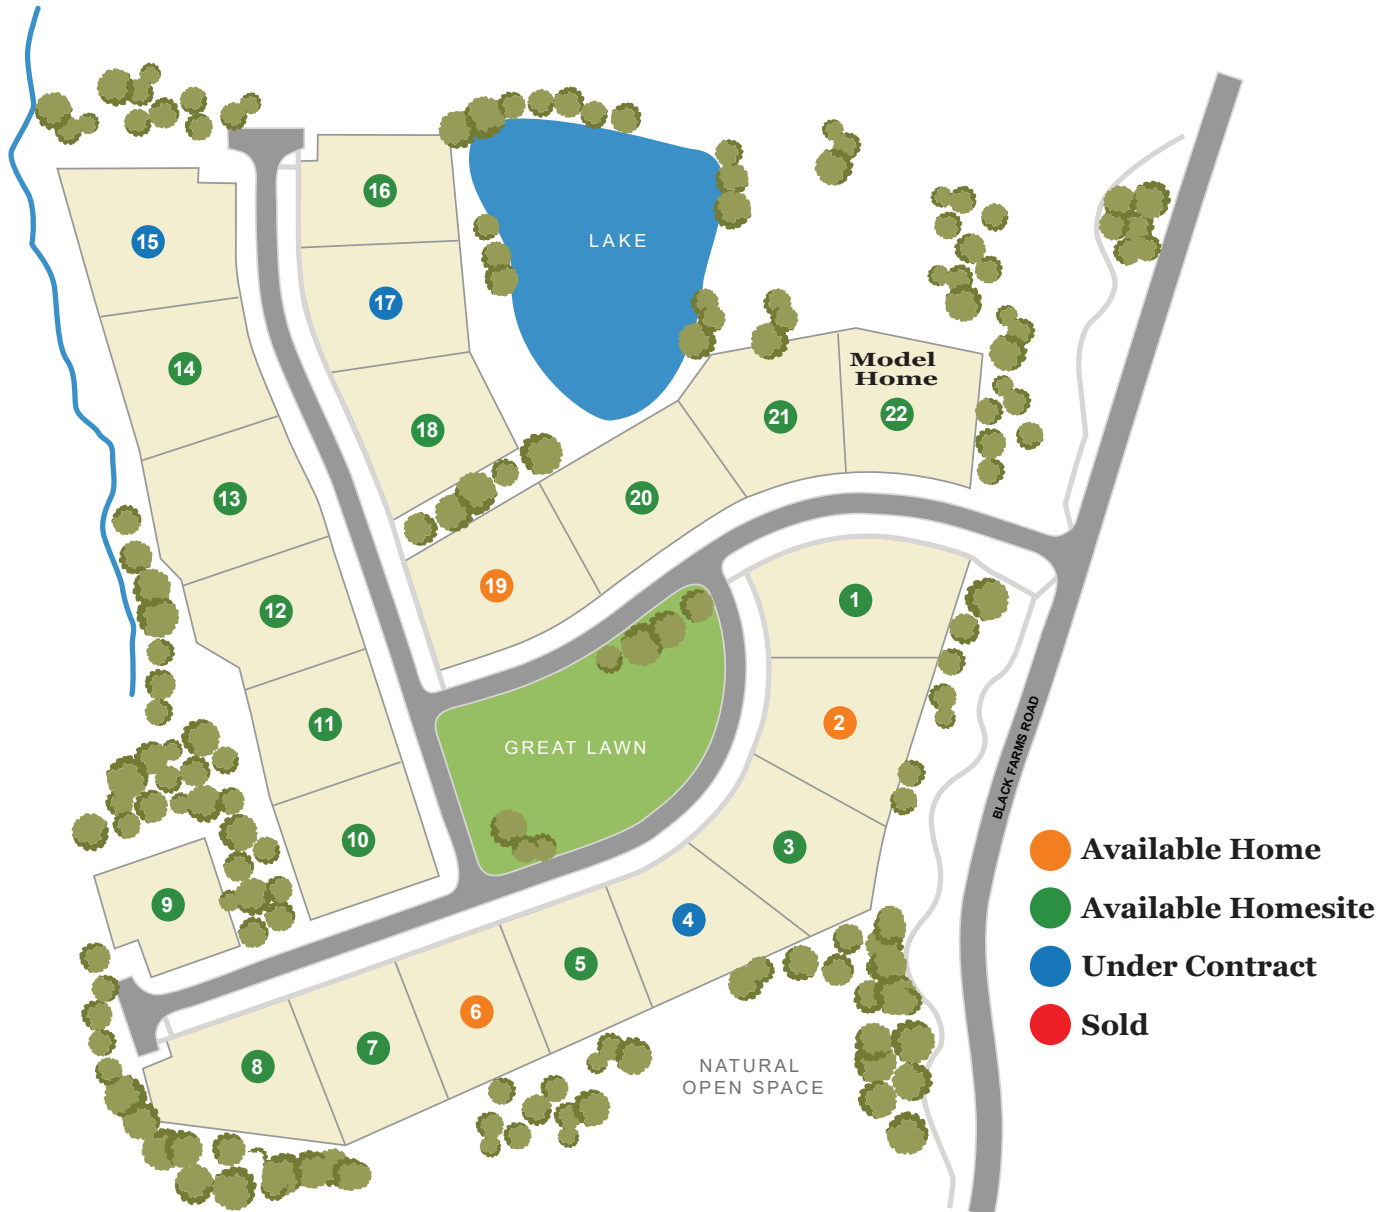 16
LAKE
15
17
14
Model
Home
22
21
18
13
20
19
12
1
11
2
GREAT LAWN
BLACK FARMS ROAD
10
3
9
4
5
6
7
8
Available Home
Available Homesite
Under Contract
Sold
NATURAL
OPEN SPACE